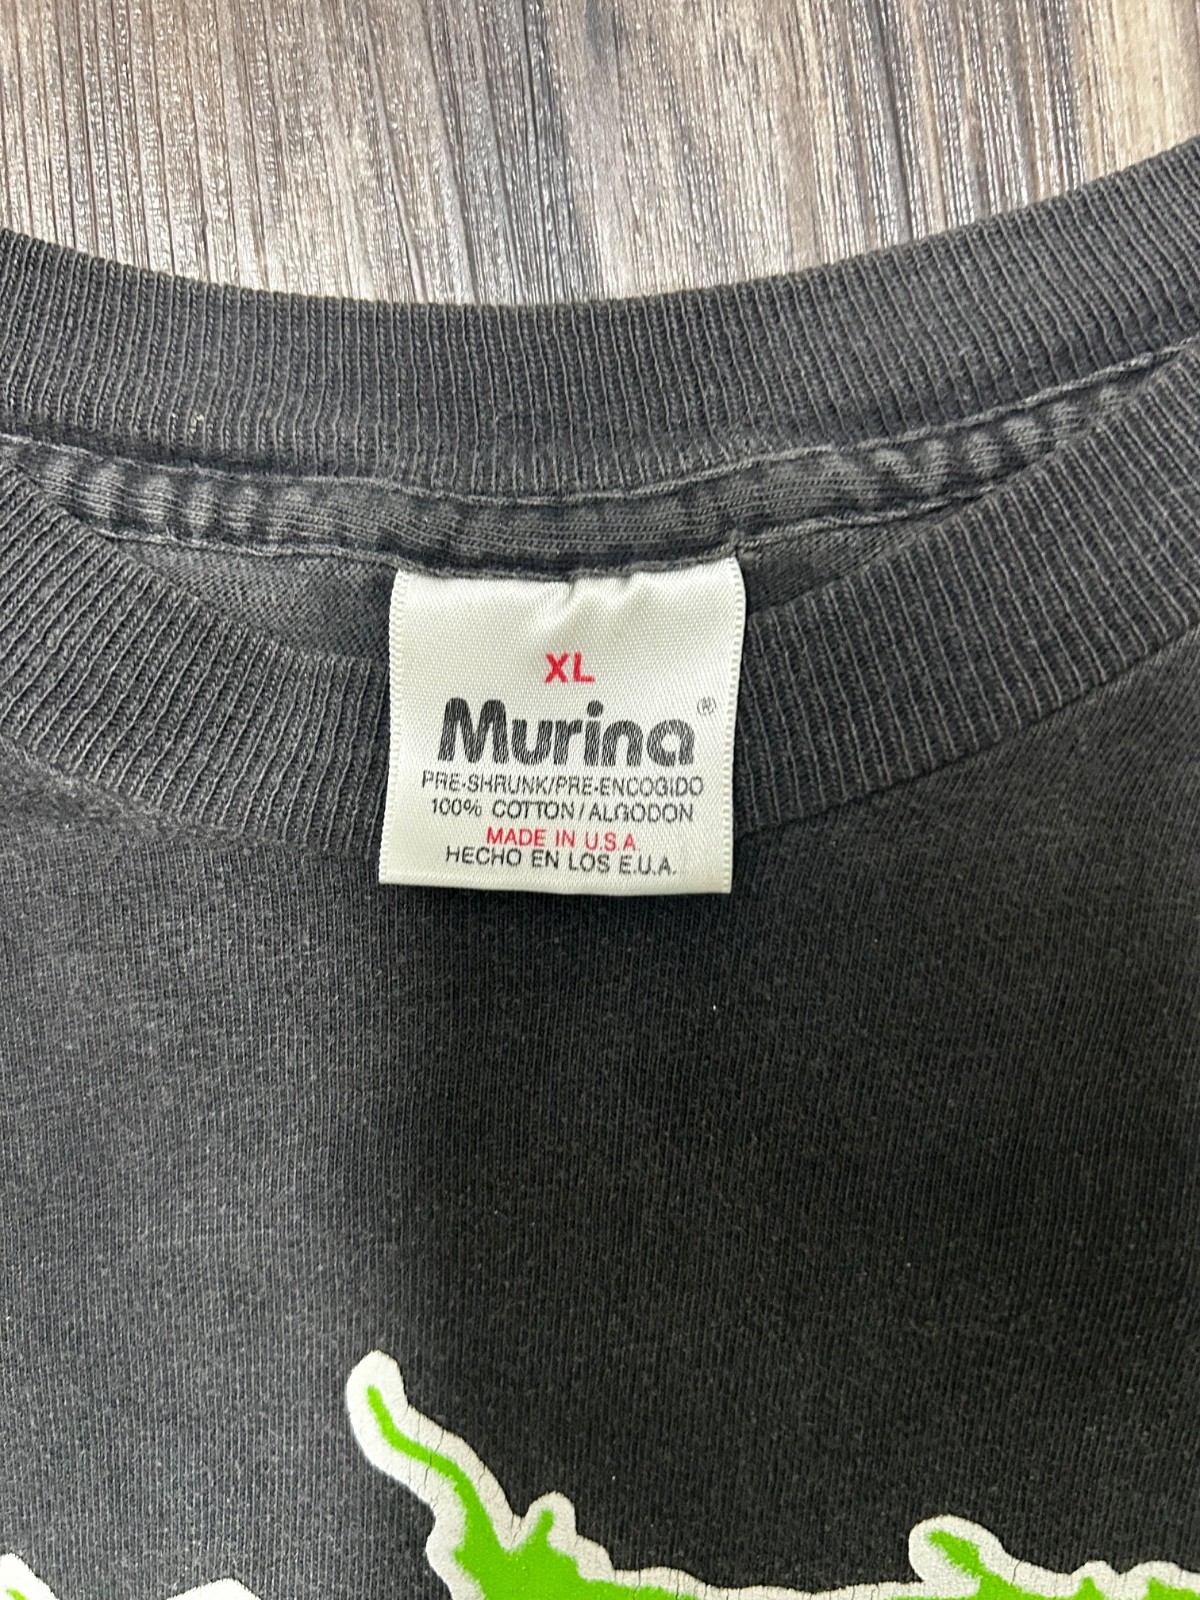 XL
Murina®
PRE-SHRUNK/PRE-ENCOGIDO
100% COTTON/ALGODON
MADE IN U.S.A
HECHO EN LOS E.U.A.